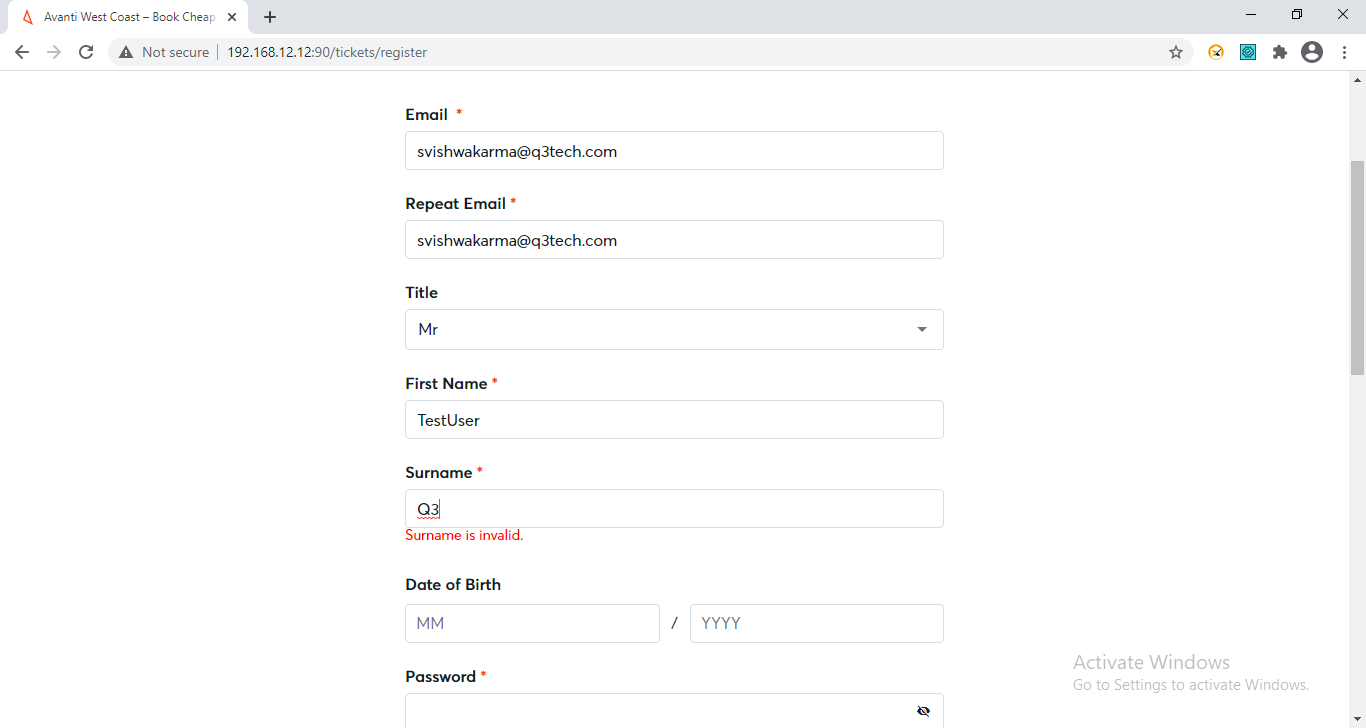 Avanti West Coast – Book Cheap
Not secure
192.168.12.12:90/tickets/register
Email *
svishwakarma@q3tech.com
Repeat Email *
svishwakarma@q3tech.com
Title
Mr
First Name *
TestUser
Surname *
Q3
Surname is invalid.
Date of Birth
MM / YYYY
Password *
Activate Windows
Go to Settings to activate Windows.